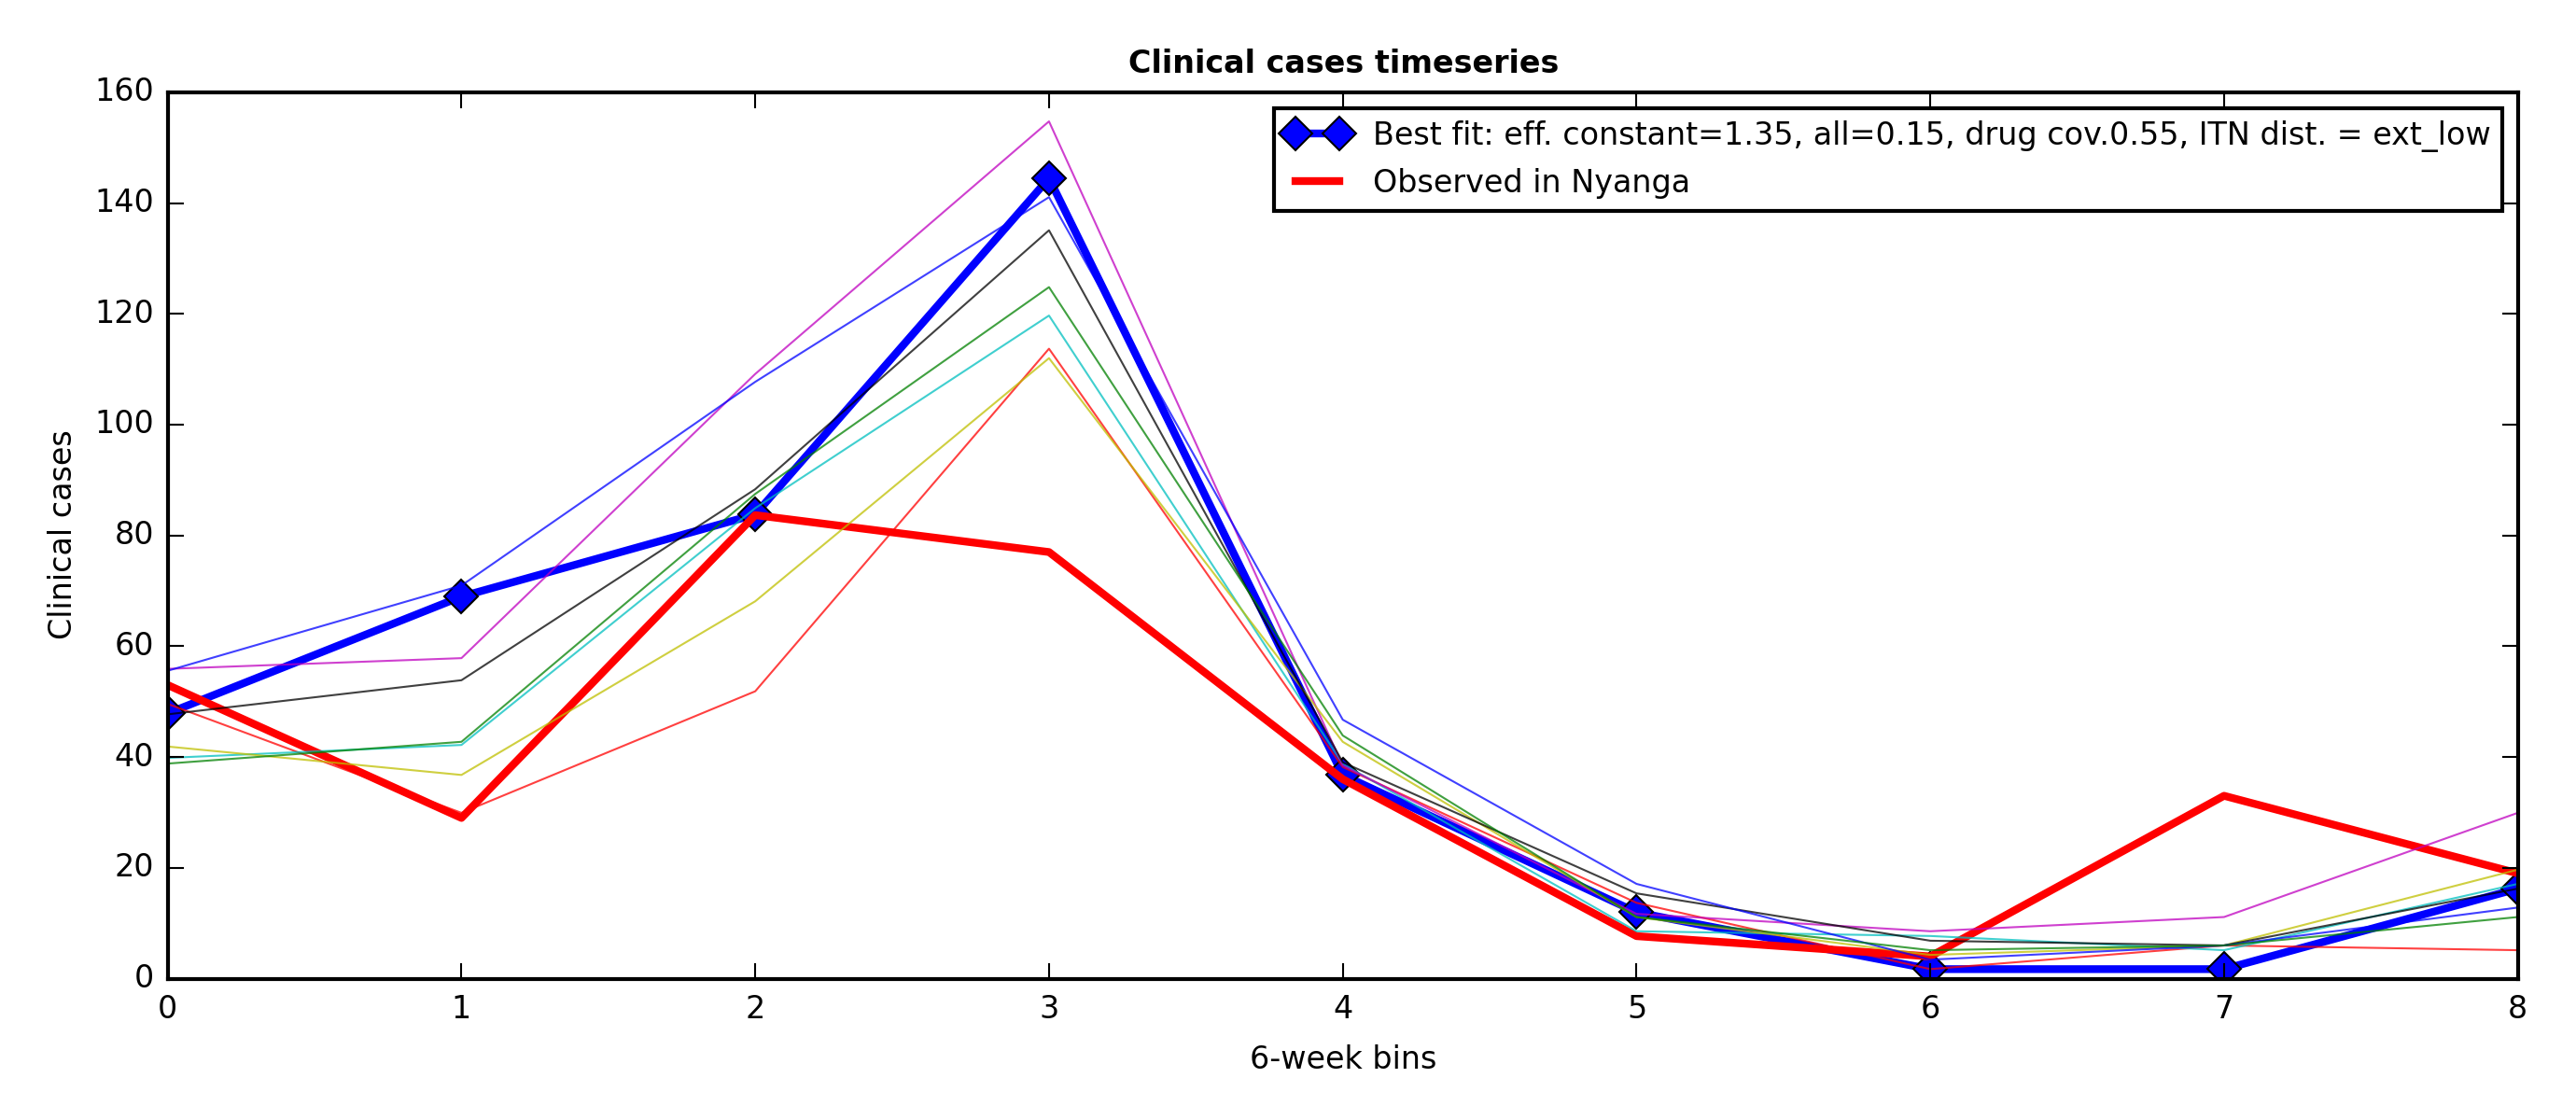 Clinical cases timeseries
Best fit: eff. constant=1.35, all=0.15, drug cov.0.55, ITN dist. = ext_low
Observed in Nyanga
Clinical cases
160
140
120
100
80
60
40
20
0
0 1 2 3 4 5 6 7 8
6-week bins